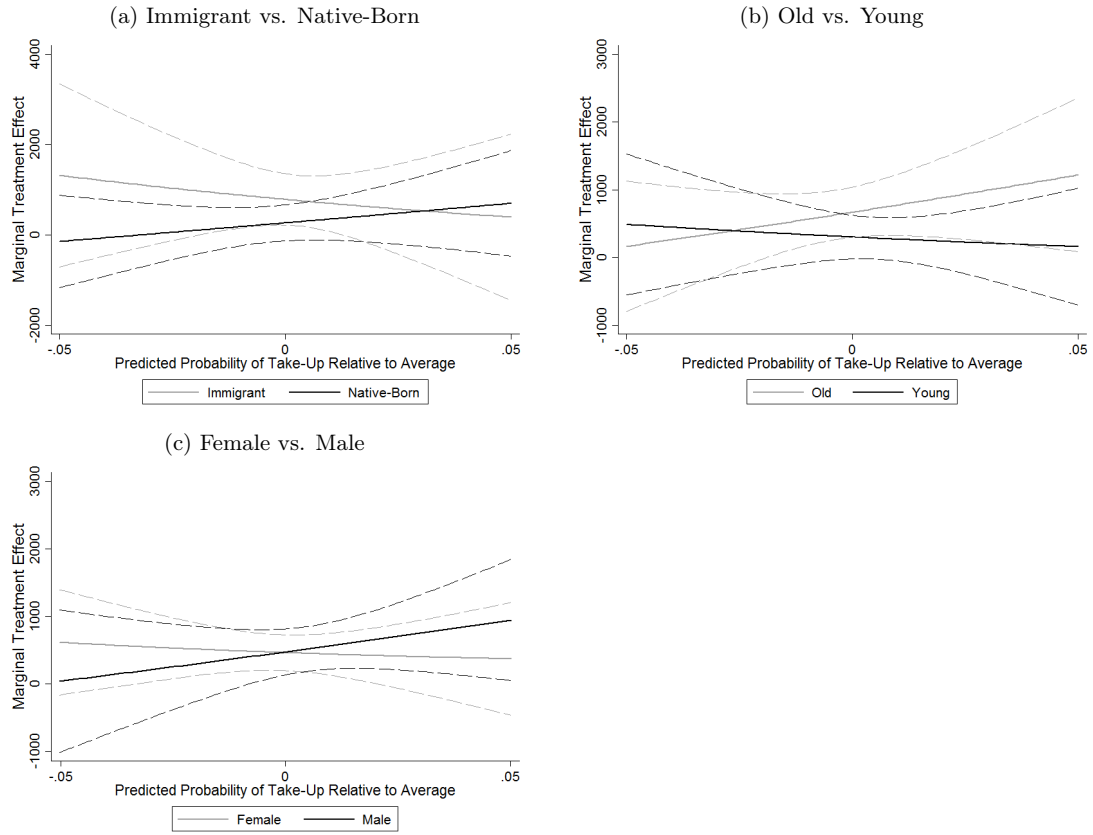 (a) Immigrant vs. Native-Born
Marginal Treatment Effect
4000
2000
0
-2000
-.05 0 .05
Predicted Probability of Take-Up Relative to Average
Immigrant Native-Born
(b) Old vs. Young
Marginal Treatment Effect
3000
2000
1000
0
-1000
-.05 0 .05
Predicted Probability of Take-Up Relative to Average
Old Young
(c) Female vs. Male
Marginal Treatment Effect
3000
2000
1000
0
-1000
-.05 0 .05
Predicted Probability of Take-Up Relative to Average
Female Male